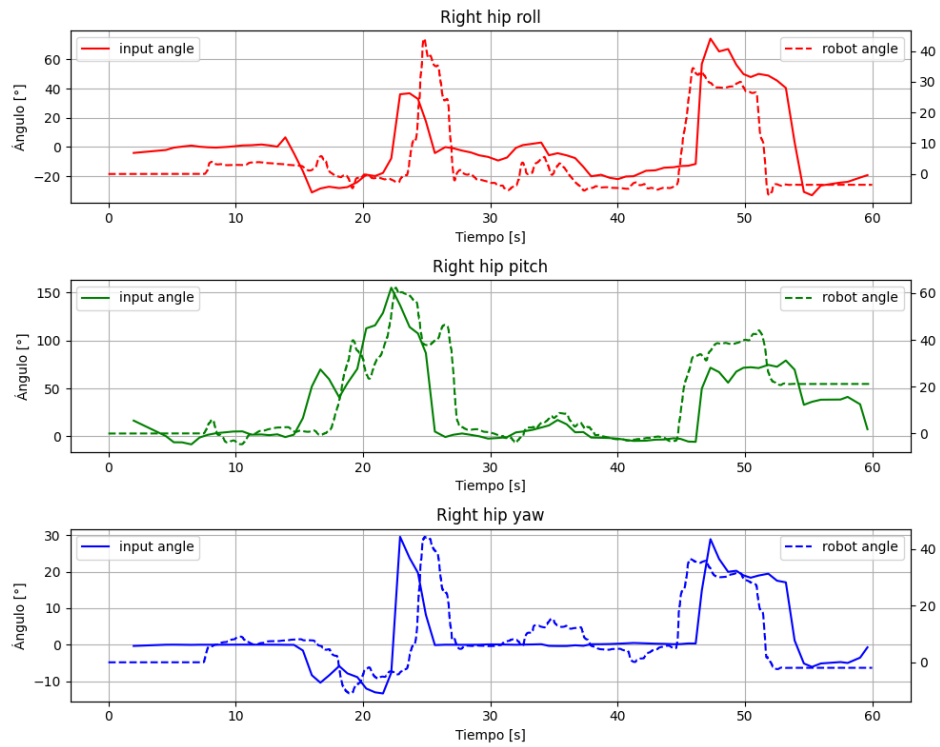 Right hip roll
input angle
robot angle
60
40
20
0
−20
40
30
20
10
0
Ángulo [°]
0 10 20 30 40 50 60
Tiempo [s]
Right hip pitch
input angle
robot angle
150
100
50
0
60
40
20
0
Ángulo [°]
0 10 20 30 40 50 60
Tiempo [s]
Right hip yaw
input angle
robot angle
30
20
10
0
−10
40
20
0
Ángulo [°]
0 10 20 30 40 50 60
Tiempo [s]